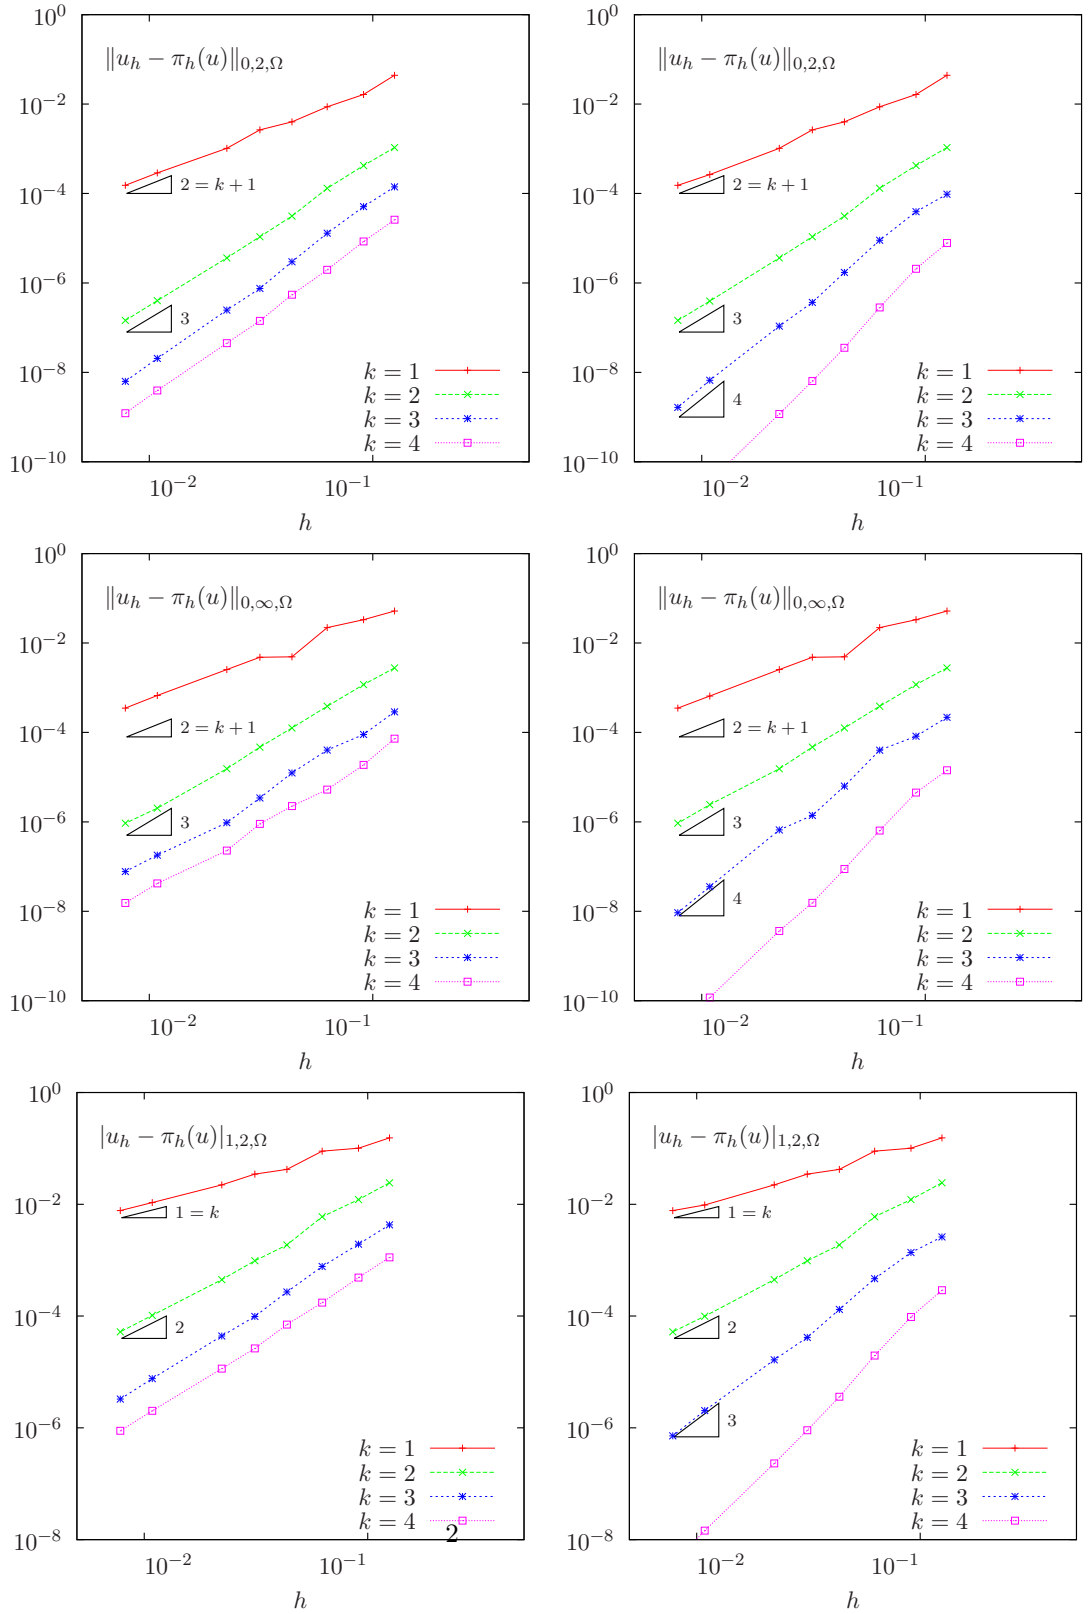 10^0
10^{-2}
10^{-4}
10^{-6}
10^{-8}
10^{-10}
‖u_h − π_h(u)‖_{0,2,Ω}
2 = k + 1
3
k = 1
k = 2
k = 3
k = 4
10^{-2} 10^{-1}
h
10^0
10^{-2}
10^{-4}
10^{-6}
10^{-8}
10^{-10}
‖u_h − π_h(u)‖_{0,2,Ω}
2 = k + 1
3
4
k = 1
k = 2
k = 3
k = 4
10^{-2} 10^{-1}
h
10^0
10^{-2}
10^{-4}
10^{-6}
10^{-8}
10^{-10}
‖u_h − π_h(u)‖_{0,∞,Ω}
2 = k + 1
3
k = 1
k = 2
k = 3
k = 4
10^{-2} 10^{-1}
h
10^0
10^{-2}
10^{-4}
10^{-6}
10^{-8}
10^{-10}
‖u_h − π_h(u)‖_{0,∞,Ω}
2 = k + 1
3
4
k = 1
k = 2
k = 3
k = 4
10^{-2} 10^{-1}
h
10^0
10^{-2}
10^{-4}
10^{-6}
10^{-8}
|u_h − π_h(u)|_{1,2,Ω}
1 = k
2
k = 1
k = 2
k = 3
k = 4
2
10^{-2} 10^{-1}
h
10^0
10^{-2}
10^{-4}
10^{-6}
10^{-8}
|u_h − π_h(u)|_{1,2,Ω}
1 = k
2
3
k = 1
k = 2
k = 3
k = 4
10^{-2} 10^{-1}
h